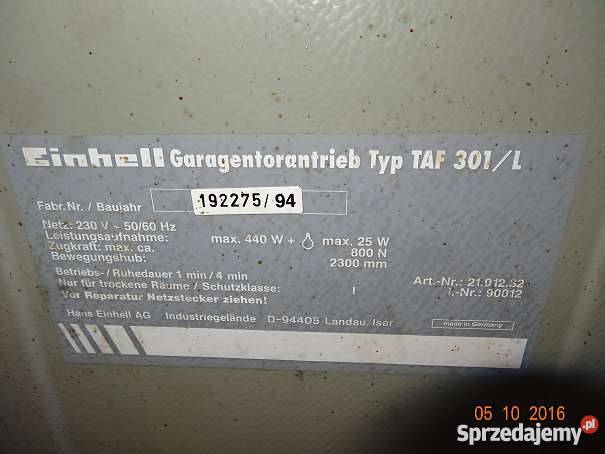 Einhell Garagentorantrieb Typ TAF 301/L
Fabr.Nr. / Baujahr 192275/94
Netz: 230 V ~ 50/60 Hz
Leistungsaufnahme: max. 440 W + max. 25 W
Zugkraft: max. ca. 800 N
Bewegungshub: 2300 mm
Betriebs- / Ruhedauer 1 min / 4 min
Nur für trockene Räume / Schutzklasse: I
Art.-Nr.: 21.012.32
I.-Nr.: 90012
Vor Reparatur Netzstecker ziehen!
Hans Einhell AG Industriegelände D-94405 Landau/Isar
made in Germany
05 10 2016
Sprzedajemy.pl